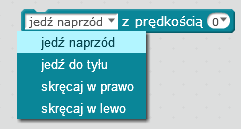 jedź naprzód z prędkością 0
jedź naprzód
jedź do tyłu
skręcaj w prawo
skręcaj w lewo